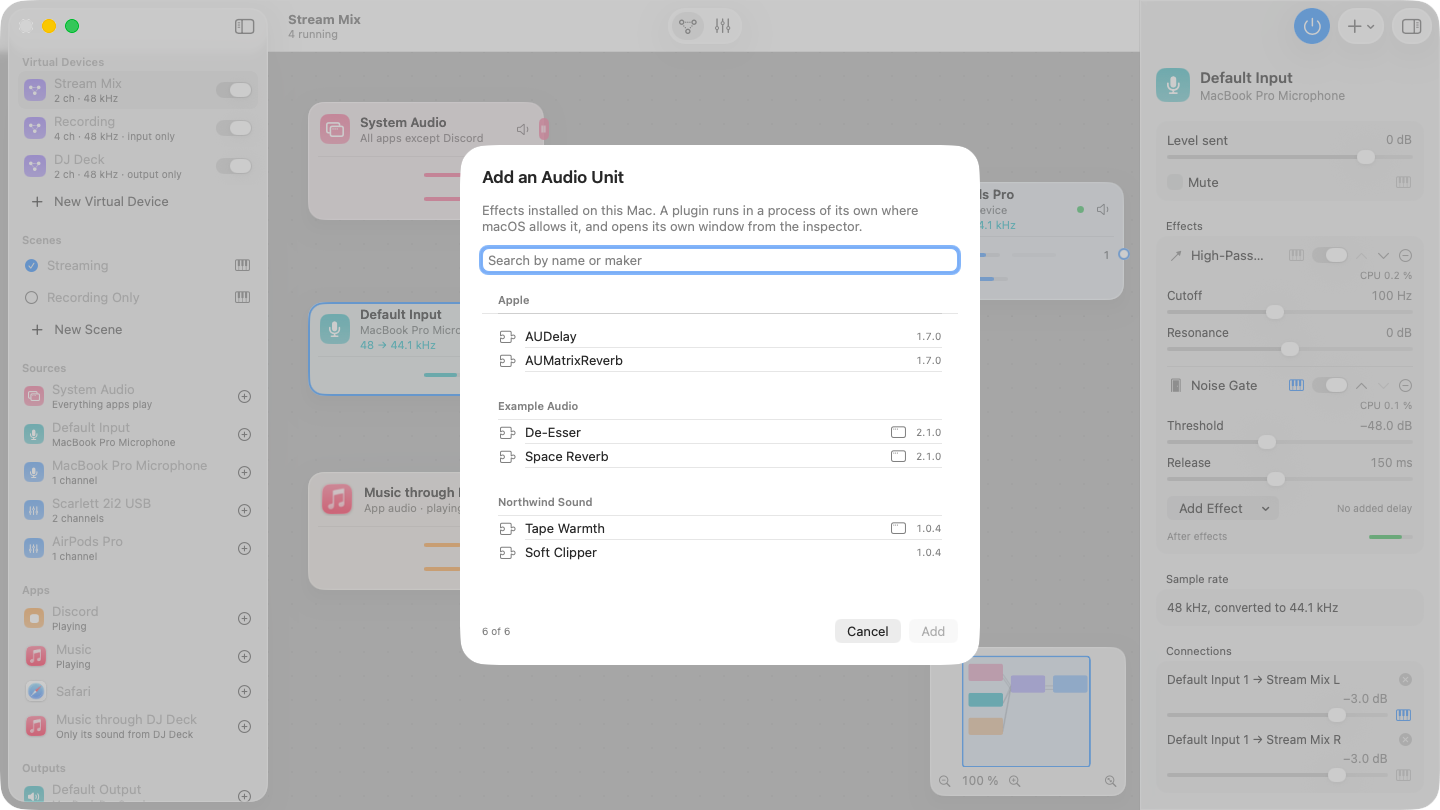 Stream Mix
4 running
Virtual Devices
Stream Mix
2 ch · 48 kHz
Recording
4 ch · 48 kHz · input only
DJ Deck
2 ch · 48 kHz · output only
New Virtual Device
Scenes
Streaming
Recording Only
New Scene
Sources
System Audio
Everything apps play
Default Input
MacBook Pro Microphone
MacBook Pro Microphone
1 channel
Scarlett 2i2 USB
2 channels
AirPods Pro
1 channel
Apps
Discord
Playing
Music
Playing
Safari
Music through DJ Deck
Only its sound from DJ Deck
Outputs
Default Output
System Audio
All apps except Discord
Default Input
MacBook Pro Micro
48 → 44.1 kHz
Music through
App audio · playing
ds Pro
evice
4.1 kHz
1
100 %
Add an Audio Unit
Effects installed on this Mac. A plugin runs in a process of its own where
macOS allows it, and opens its own window from the inspector.
Search by name or maker
Apple
AUDelay 1.7.0
AUMatrixReverb 1.7.0
Example Audio
De-Esser 2.1.0
Space Reverb 2.1.0
Northwind Sound
Tape Warmth 1.0.4
Soft Clipper 1.0.4
6 of 6
Cancel
Add
Default Input
MacBook Pro Microphone
Level sent 0 dB
Mute
Effects
High-Pass...
CPU 0.2 %
Cutoff 100 Hz
Resonance 0 dB
Noise Gate
CPU 0.1 %
Threshold −48.0 dB
Release 150 ms
Add Effect No added delay
After effects
Sample rate
48 kHz, converted to 44.1 kHz
Connections
Default Input 1 → Stream Mix L
−3.0 dB
Default Input 1 → Stream Mix R
−3.0 dB